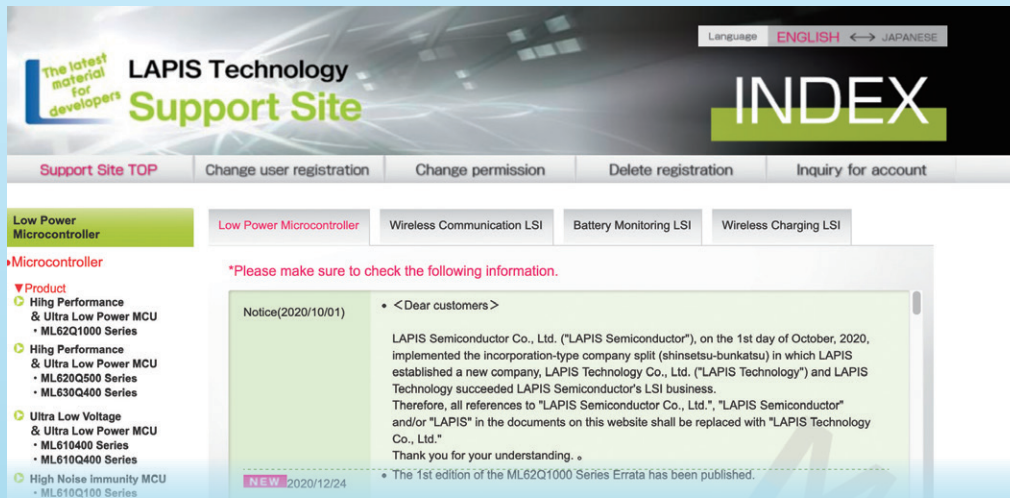 The latest
material
for
developers
LAPIS Technology
Support Site
Language ENGLISH <--> JAPANESE
INDEX
Support Site TOP
Change user registration
Change permission
Delete registration
Inquiry for account
Low Power
Microcontroller
Microcontroller
▼Product
Hihg Performance
& Ultra Low Power MCU
・ML62Q1000 Series
Hihg Performance
& Ultra Low Power MCU
・ML620Q500 Series
・ML630Q400 Series
Ultra Low Voltage
& Ultra Low Power MCU
・ML610400 Series
・ML610Q400 Series
High Noise Immunity MCU
・ML610Q100 Series
Low Power Microcontroller
Wireless Communication LSI
Battery Monitoring LSI
Wireless Charging LSI
*Please make sure to check the following information.
Notice(2020/10/01)
• <Dear customers>
LAPIS Semiconductor Co., Ltd. ("LAPIS Semiconductor"), on the 1st day of October, 2020,
implemented the incorporation-type company split (shinsetsu-bunkatsu) in which LAPIS
established a new company, LAPIS Technology Co., Ltd. ("LAPIS Technology") and LAPIS
Technology succeeded LAPIS Semiconductor's LSI business.
Therefore, all references to "LAPIS Semiconductor Co., Ltd.", "LAPIS Semiconductor"
and/or "LAPIS" in the documents on this website shall be replaced with "LAPIS Technology
Co., Ltd."
Thank you for your understanding. 。
NEW 2020/12/24
• The 1st edition of the ML62Q1000 Series Errata has been published.